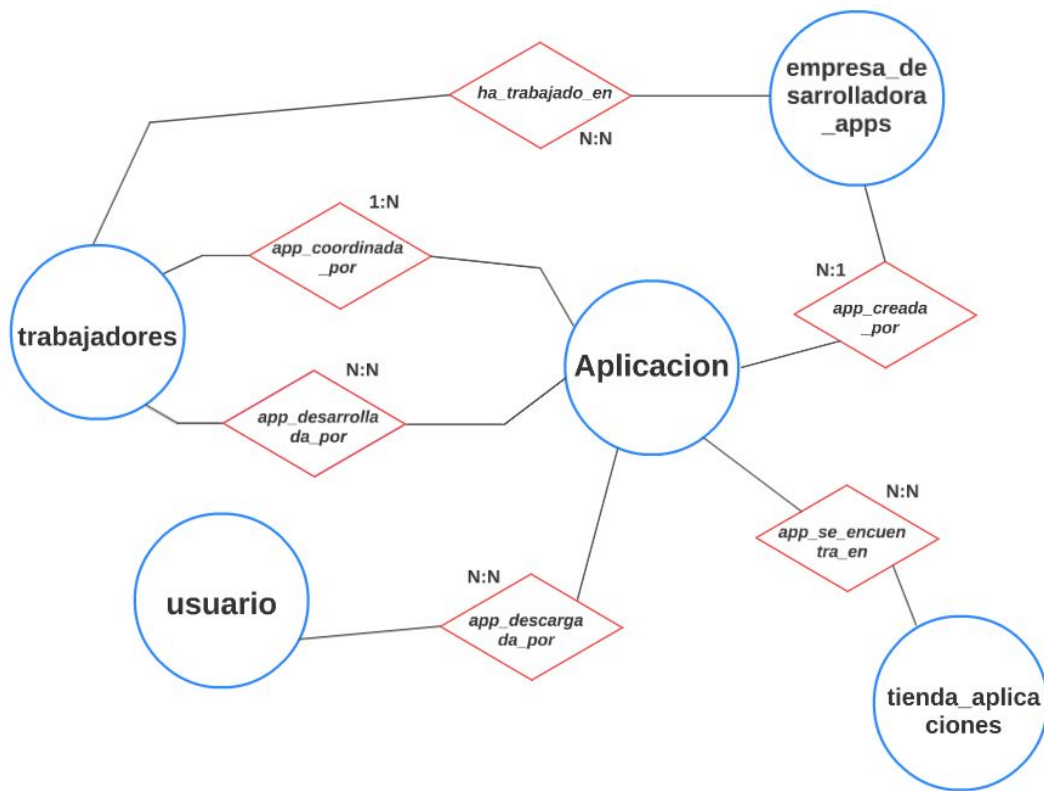 empresa_de
sarrolladora
_apps
ha_trabajado_en
N:N
1:N
app_coordinada
_por
N:1
app_creada
_por
trabajadores
Aplicacion
N:N
app_desarrolla
da_por
N:N
app_se_encuen
tra_en
usuario
N:N
app_descarga
da_por
tienda_aplica
ciones